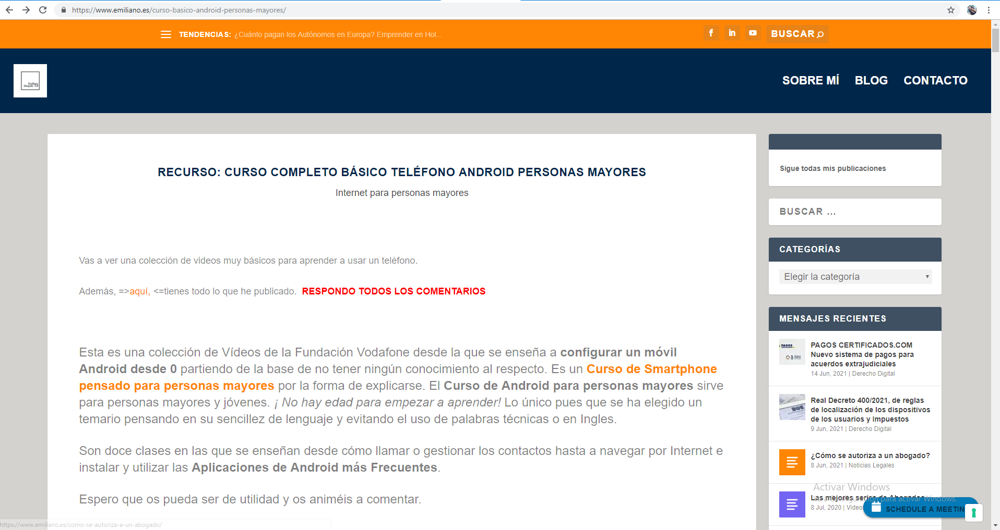 https://www.emiliano.es/curso-basico-android-personas-mayores/
TENDENCIAS: ¿Cuánto pagan los Autónomos en Europa? Emprender en Hol...
BUSCAR
Emiliano
Abogado 2.0
SOBRE MÍ BLOG CONTACTO
RECURSO: CURSO COMPLETO BÁSICO TELÉFONO ANDROID PERSONAS MAYORES
Internet para personas mayores
Vas a ver una colección de videos muy básicos para aprender a usar un teléfono.
Además, =>aquí, <=tienes todo lo que he publicado. RESPONDO TODOS LOS COMENTARIOS
Esta es una colección de Vídeos de la Fundación Vodafone desde la que se enseña a configurar un móvil
Android desde 0 partiendo de la base de no tener ningún conocimiento al respecto. Es un Curso de Smartphone
pensado para personas mayores por la forma de explicarse. El Curso de Android para personas mayores sirve
para personas mayores y jóvenes. ¡ No hay edad para empezar a aprender! Lo único pues que se ha elegido un
temario pensando en su sencillez de lenguaje y evitando el uso de palabras técnicas o en Ingles.
Son doce clases en las que se enseñan desde cómo llamar o gestionar los contactos hasta a navegar por Internet e
instalar y utilizar las Aplicaciones de Android más Frecuentes.
Espero que os pueda ser de utilidad y os animéis a comentar.
Sigue todas mis publicaciones
BUSCAR ...
CATEGORÍAS
Elegir la categoría
MENSAJES RECIENTES
PAGOS
PAGOS CERTIFICADOS.COM
Nuevo sistema de pagos para
acuerdos extrajudiciales
14 Jun, 2021 | Derecho Digital
BOE
Real Decreto 400/2021, de reglas
de localización de los dispositivos
de los usuarios y Impuestos
9 Jun, 2021 | Derecho Digital
¿Cómo se autoriza a un abogado?
8 Jun, 2021 | Noticias Legales
Activar Windows
Ve a Configuración para activar Windows.
Las mejores series de Abogados
8 Jul, 2020 | Videos
SCHEDULE A MEETIN
https://www.emiliano.es/como-se-autoriza-a-un-abogado/